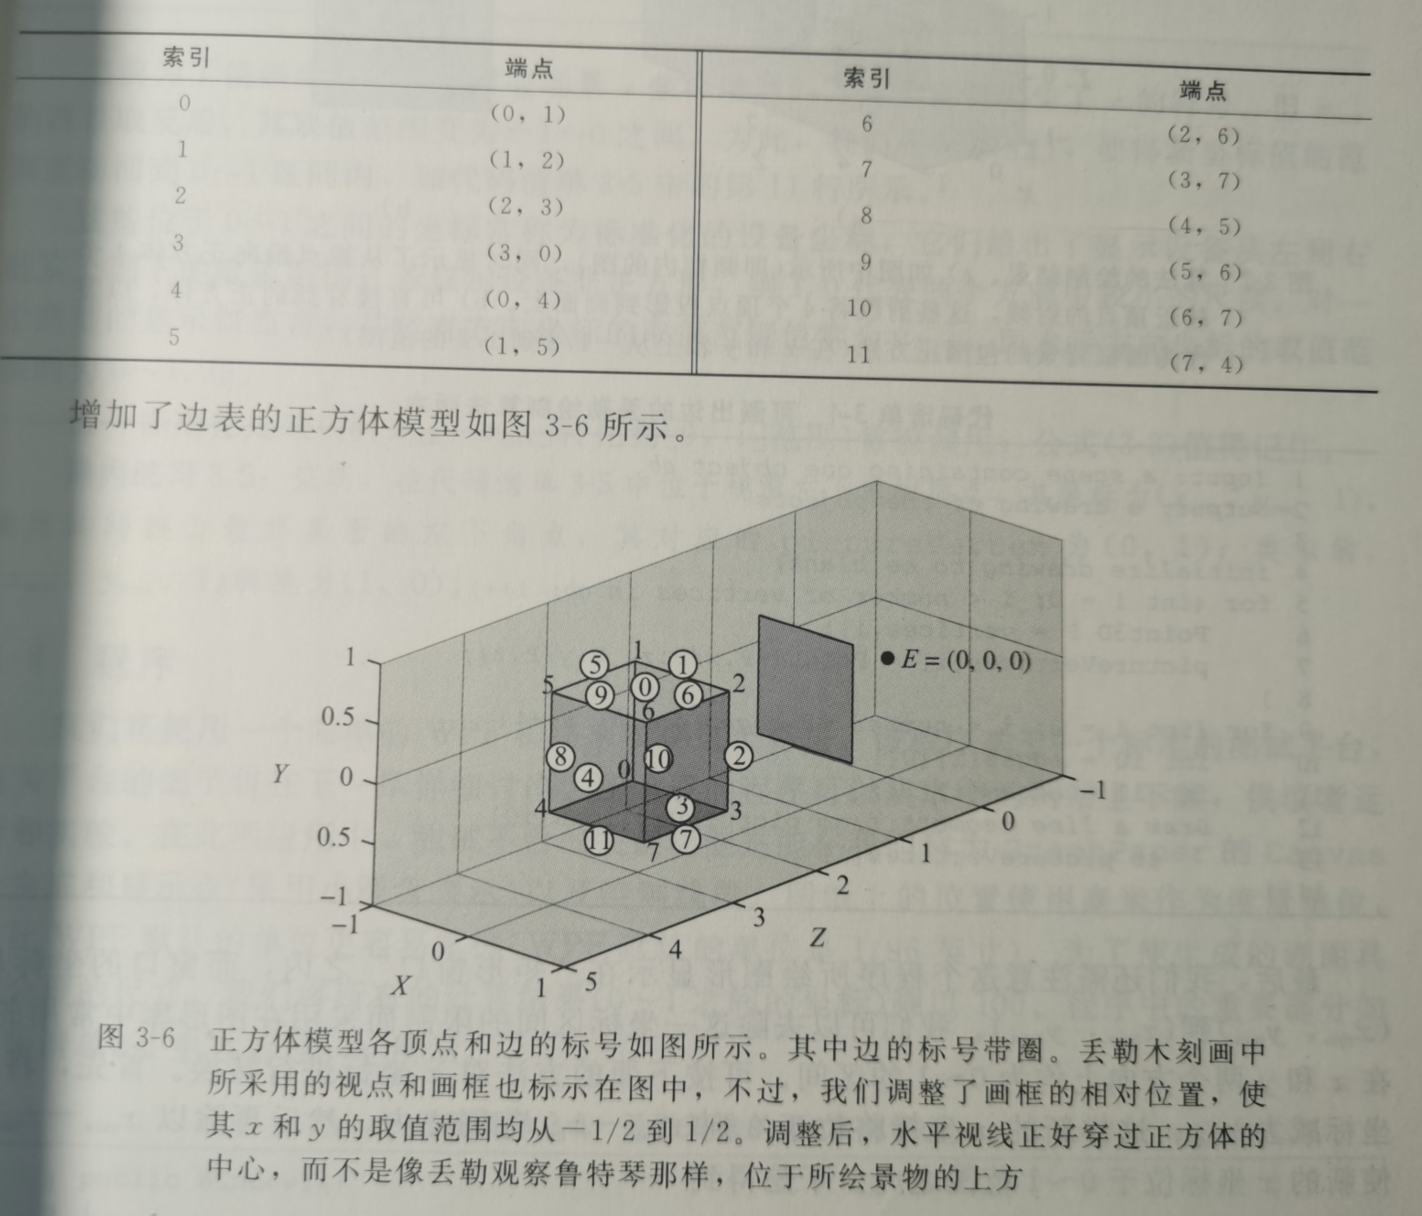 索引 端点 索引 端点
0 (0, 1) 6 (2, 6)
1 (1, 2) 7 (3, 7)
2 (2, 3) 8 (4, 5)
3 (3, 0) 9 (5, 6)
4 (0, 4) 10 (6, 7)
5 (1, 5) 11 (7, 4)
增加了边表的正方体模型如图 3-6 所示。
1
0.5
Y 0
0.5
-1
-1
0
X
1
5
4
3
Z
2
1
0
-1
⑤ 1 ①
5 ⑨ ⓪ ⑥ 2
6
⑧ ④ 0 ⑩ ②
4 ③ 3
⑪ 7 ⑦
E = (0, 0, 0)
图 3-6 正方体模型各顶点和边的标号如图所示。其中边的标号带圈。丢勒木刻画中
所采用的视点和画框也标示在图中，不过，我们调整了画框的相对位置，使
其 x 和 y 的取值范围均从－1/2 到 1/2。调整后，水平视线正好穿过正方体的
中心，而不是像丢勒观察鲁特琴那样，位于所绘景物的上方